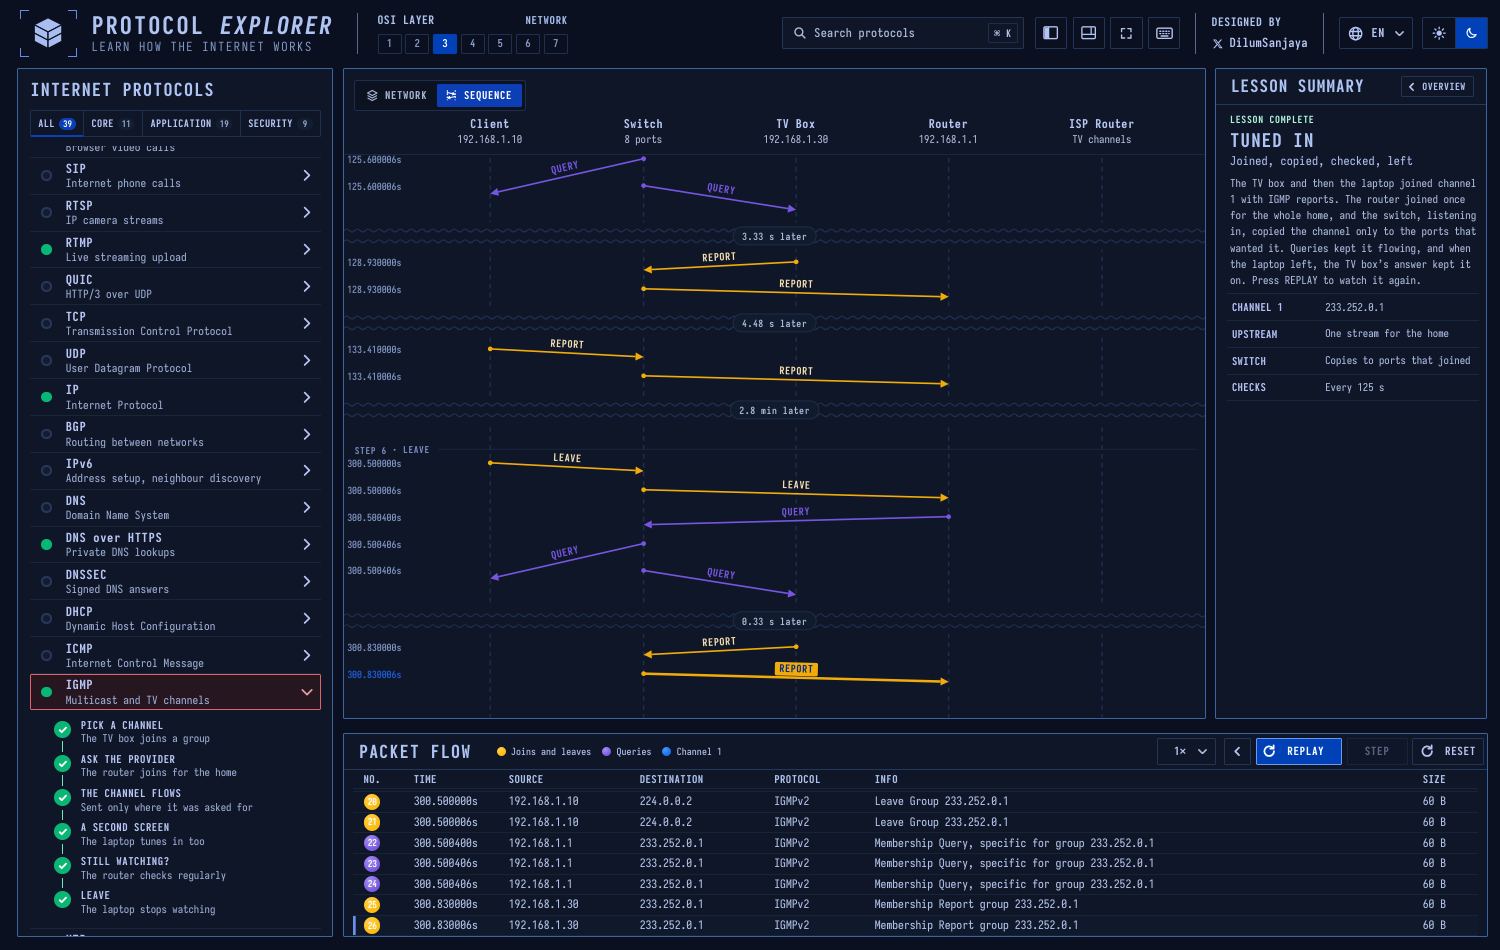 PROTOCOL EXPLORER
LEARN HOW THE INTERNET WORKS
OSI LAYER NETWORK
1 2 3 4 5 6 7
Search protocols ⌘ K
DESIGNED BY
DilumSanjaya
EN
INTERNET PROTOCOLS
ALL 39 CORE 11 APPLICATION 19 SECURITY 9
Browser video calls
SIP
Internet phone calls
RTSP
IP camera streams
RTMP
Live streaming upload
QUIC
HTTP/3 over UDP
TCP
Transmission Control Protocol
UDP
User Datagram Protocol
IP
Internet Protocol
BGP
Routing between networks
IPv6
Address setup, neighbour discovery
DNS
Domain Name System
DNS over HTTPS
Private DNS lookups
DNSSEC
Signed DNS answers
DHCP
Dynamic Host Configuration
ICMP
Internet Control Message
IGMP
Multicast and TV channels
PICK A CHANNEL
The TV box joins a group
ASK THE PROVIDER
The router joins for the home
THE CHANNEL FLOWS
Sent only where it was asked for
A SECOND SCREEN
The laptop tunes in too
STILL WATCHING?
The router checks regularly
LEAVE
The laptop stops watching
NETWORK SEQUENCE
Client Switch TV Box Router ISP Router
192.168.1.10 8 ports 192.168.1.30 192.168.1.1 TV channels
125.600006s QUERY
125.600006s QUERY
3.33 s later
128.930000s REPORT
128.930006s REPORT
4.48 s later
133.410000s REPORT
133.410006s REPORT
2.8 min later
STEP 6 · LEAVE
300.500000s LEAVE
300.500006s LEAVE
300.500400s QUERY
300.500406s QUERY
300.500406s QUERY
0.33 s later
300.830000s REPORT
300.830006s REPORT
LESSON SUMMARY OVERVIEW
LESSON COMPLETE
TUNED IN
Joined, copied, checked, left
The TV box and then the laptop joined channel
1 with IGMP reports. The router joined once
for the whole home, and the switch, listening
in, copied the channel only to the ports that
wanted it. Queries kept it flowing, and when
the laptop left, the TV box's answer kept it
on. Press REPLAY to watch it again.
CHANNEL 1 233.252.0.1
UPSTREAM One stream for the home
SWITCH Copies to ports that joined
CHECKS Every 125 s
PACKET FLOW Joins and leaves Queries Channel 1 1× REPLAY STEP RESET
NO. TIME SOURCE DESTINATION PROTOCOL INFO SIZE
20 300.500000s 192.168.1.10 224.0.0.2 IGMPv2 Leave Group 233.252.0.1 60 B
21 300.500006s 192.168.1.10 224.0.0.2 IGMPv2 Leave Group 233.252.0.1 60 B
22 300.500400s 192.168.1.1 233.252.0.1 IGMPv2 Membership Query, specific for group 233.252.0.1 60 B
23 300.500406s 192.168.1.1 233.252.0.1 IGMPv2 Membership Query, specific for group 233.252.0.1 60 B
24 300.500406s 192.168.1.1 233.252.0.1 IGMPv2 Membership Query, specific for group 233.252.0.1 60 B
25 300.830000s 192.168.1.30 233.252.0.1 IGMPv2 Membership Report group 233.252.0.1 60 B
26 300.830006s 192.168.1.30 233.252.0.1 IGMPv2 Membership Report group 233.252.0.1 60 B